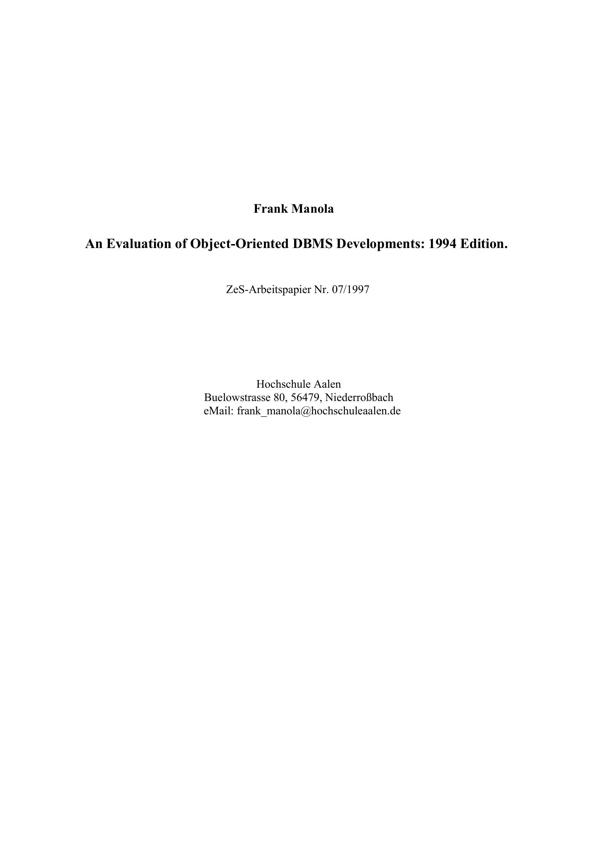 Frank Manola
An Evaluation of Object-Oriented DBMS Developments: 1994 Edition.
ZeS-Arbeitspapier Nr. 07/1997
Hochschule Aalen
Buelowstrasse 80, 56479, Niederroßbach
eMail: frank_manola@hochschuleaalen.de